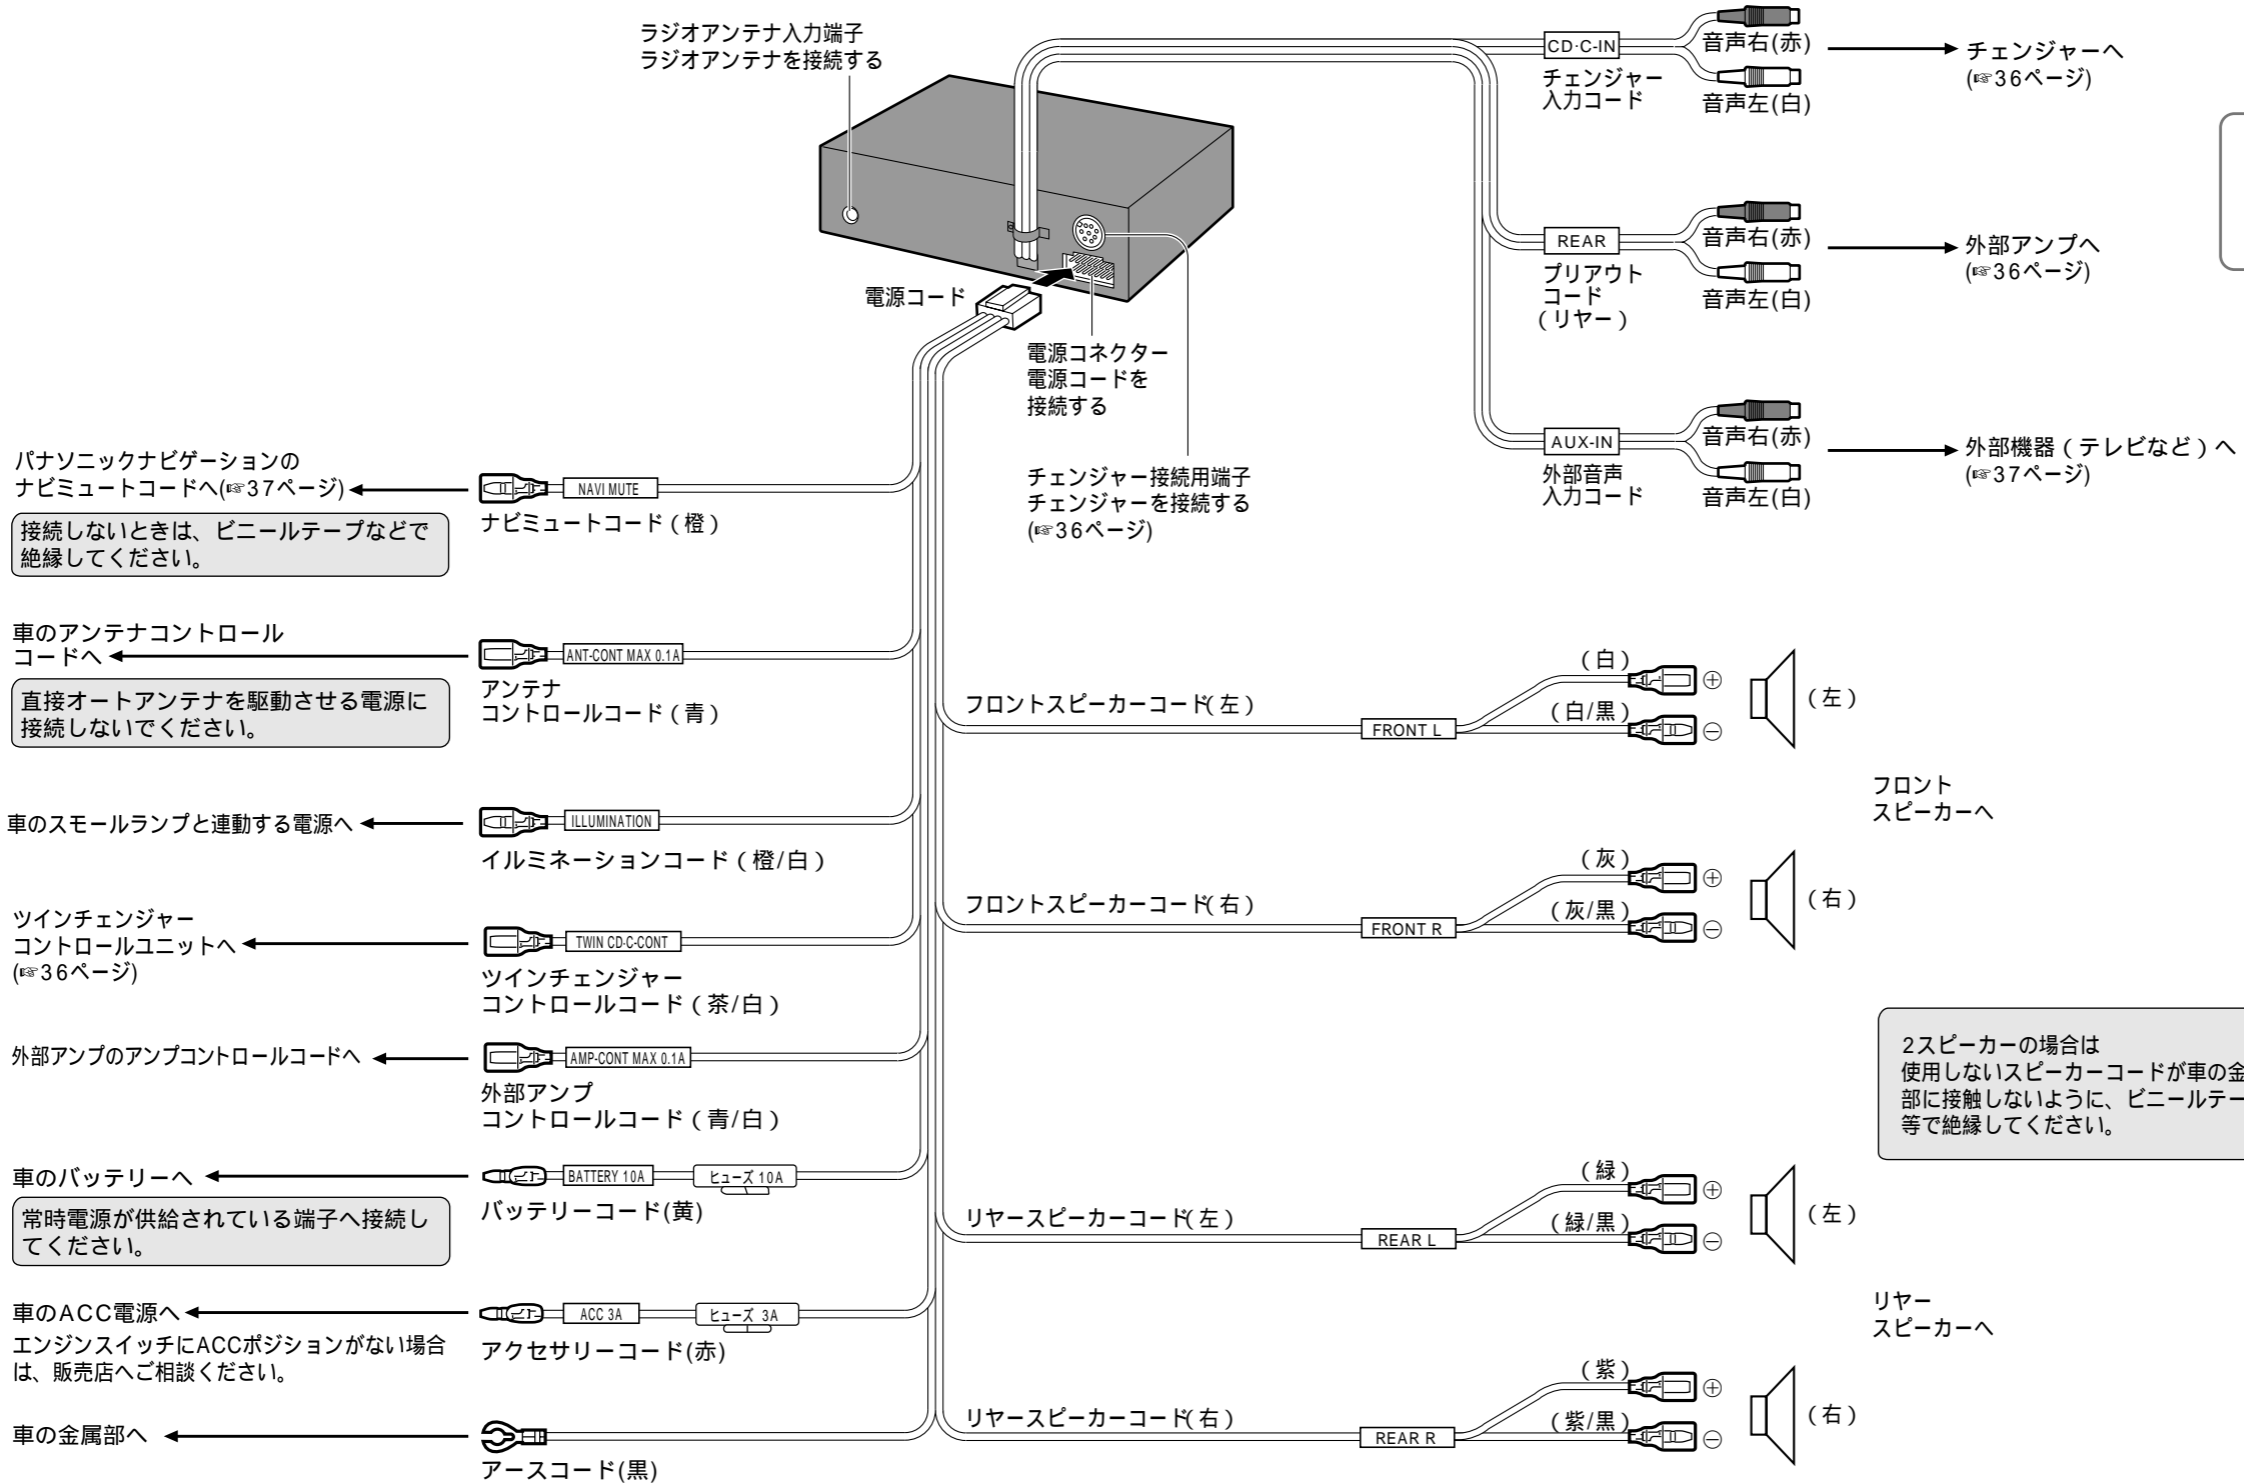 ラジオアンテナ入力端子
ラジオアンテナを接続する
電源コード
電源コネクター
電源コードを
接続する
チェンジャー接続用端子
チェンジャーを接続する
(☞36ページ)
CD·C-IN
チェンジャー
入力コード
音声右(赤)
音声左(白)
チェンジャーへ
(☞36ページ)
REAR
プリアウト
コード
(リヤー)
音声右(赤)
音声左(白)
外部アンプへ
(☞36ページ)
AUX-IN
外部音声
入力コード
音声右(赤)
音声左(白)
外部機器(テレビなど)へ
(☞37ページ)
パナソニックナビゲーションの
ナビミュートコードへ(☞37ページ)
接続しないときは、ビニールテープなどで
絶縁してください。
NAVI MUTE
ナビミュートコード(橙)
車のアンテナコントロール
コードへ
直接オートアンテナを駆動させる電源に
接続しないでください。
ANT-CONT MAX 0.1A
アンテナ
コントロールコード(青)
車のスモールランプと連動する電源へ
ILLUMINATION
イルミネーションコード(橙/白)
ツインチェンジャー
コントロールユニットへ
(☞36ページ)
TWIN CD·C-CONT
ツインチェンジャー
コントロールコード(茶/白)
外部アンプのアンプコントロールコードへ
AMP-CONT MAX 0.1A
外部アンプ
コントロールコード(青/白)
車のバッテリーへ
常時電源が供給されている端子へ接続し
てください。
BATTERY 10A
ヒューズ 10A
バッテリーコード(黄)
車のACC電源へ
エンジンスイッチにACCポジションがない場合
は、販売店へご相談ください。
ACC 3A
ヒューズ 3A
アクセサリーコード(赤)
車の金属部へ
アースコード(黒)
フロントスピーカーコード(左)
FRONT L
(白)
⊕
(白/黒)
⊖
(左)
フロント
スピーカーへ
フロントスピーカーコード(右)
FRONT R
(灰)
⊕
(灰/黒)
⊖
(右)
2スピーカーの場合は
使用しないスピーカーコードが車の金
部に接触しないように、ビニールテー
等で絶縁してください。
リヤースピーカーコード(左)
REAR L
(緑)
⊕
(緑/黒)
⊖
(左)
リヤー
スピーカーへ
リヤースピーカーコード(右)
REAR R
(紫)
⊕
(紫/黒)
⊖
(右)